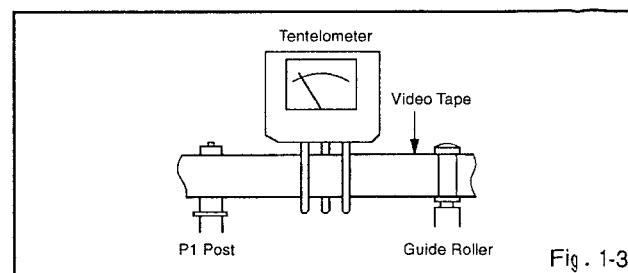 Tentelometer
Video Tape
P1 Post
Guide Roller
Fig. 1-3